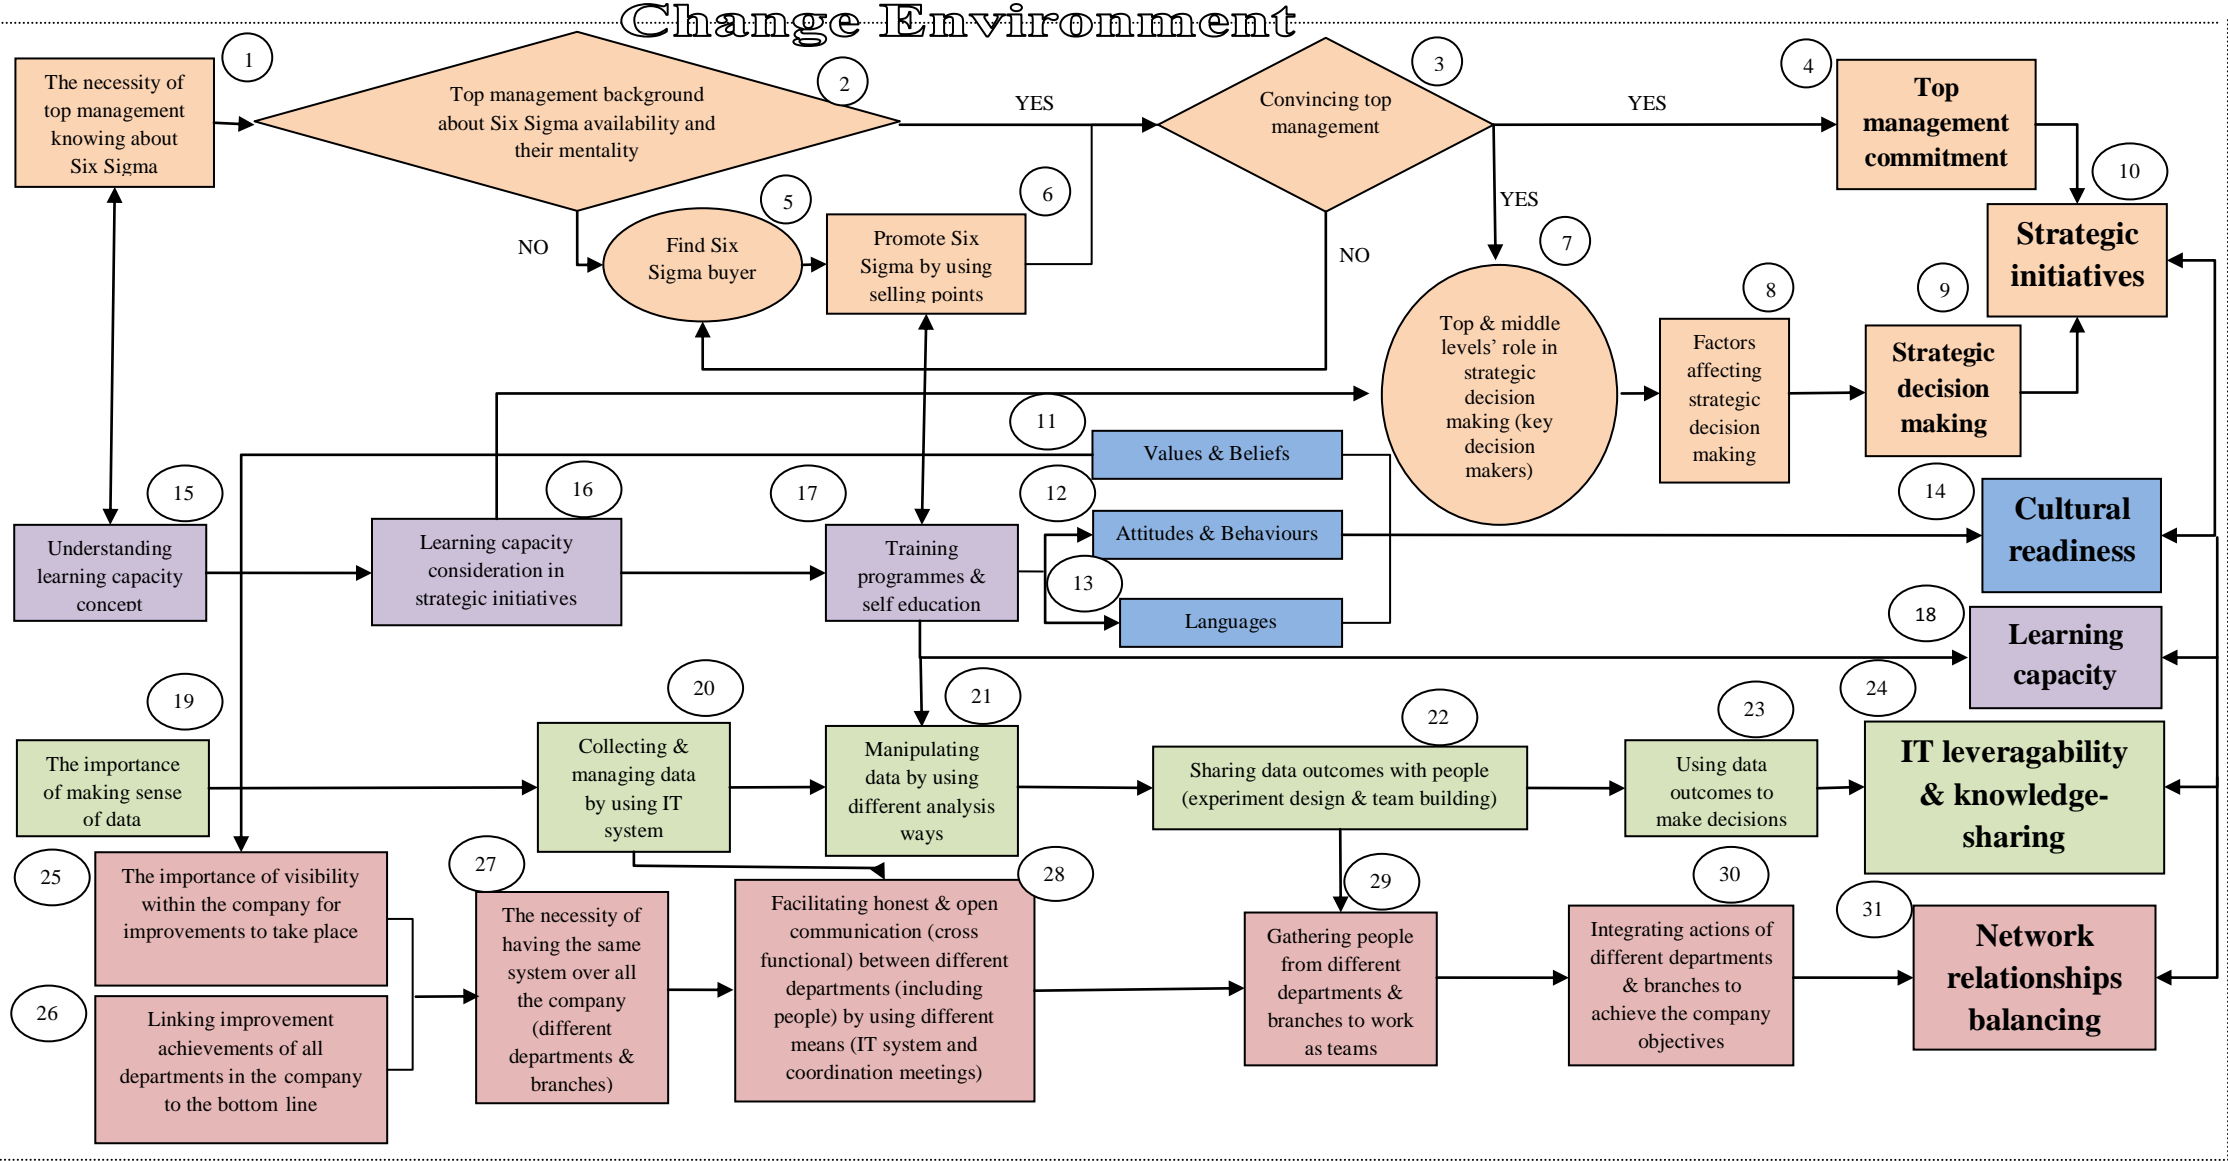 Change Environment
1
The necessity of
top management
knowing about
Six Sigma
2
Top management background
about Six Sigma availability and
their mentality
YES
NO
3
Convincing top
management
YES
YES
NO
4
Top
management
commitment
5
Find Six
Sigma buyer
6
Promote Six
Sigma by using
selling points
7
Top & middle
levels’ role in
strategic
decision
making (key
decision
makers)
8
Factors
affecting
strategic
decision
making
9
Strategic
decision
making
10
Strategic
initiatives
11
Values & Beliefs
12
Attitudes & Behaviours
13
Languages
14
Cultural
readiness
15
Understanding
learning capacity
concept
16
Learning capacity
consideration in
strategic initiatives
17
Training
programmes &
self education
18
Learning
capacity
19
The importance
of making sense
of data
20
Collecting &
managing data
by using IT
system
21
Manipulating
data by using
different analysis
ways
22
Sharing data outcomes with people
(experiment design & team building)
23
Using data
outcomes to
make decisions
24
IT leveragability
& knowledge-
sharing
25
The importance of visibility
within the company for
improvements to take place
26
Linking improvement
achievements of all
departments in the company
to the bottom line
27
The necessity of
having the same
system over all
the company
(different
departments &
branches)
28
Facilitating honest & open
communication (cross
functional) between different
departments (including
people) by using different
means (IT system and
coordination meetings)
29
Gathering people
from different
departments &
branches to work
as teams
30
Integrating actions of
different departments
& branches to
achieve the company
objectives
31
Network
relationships
balancing